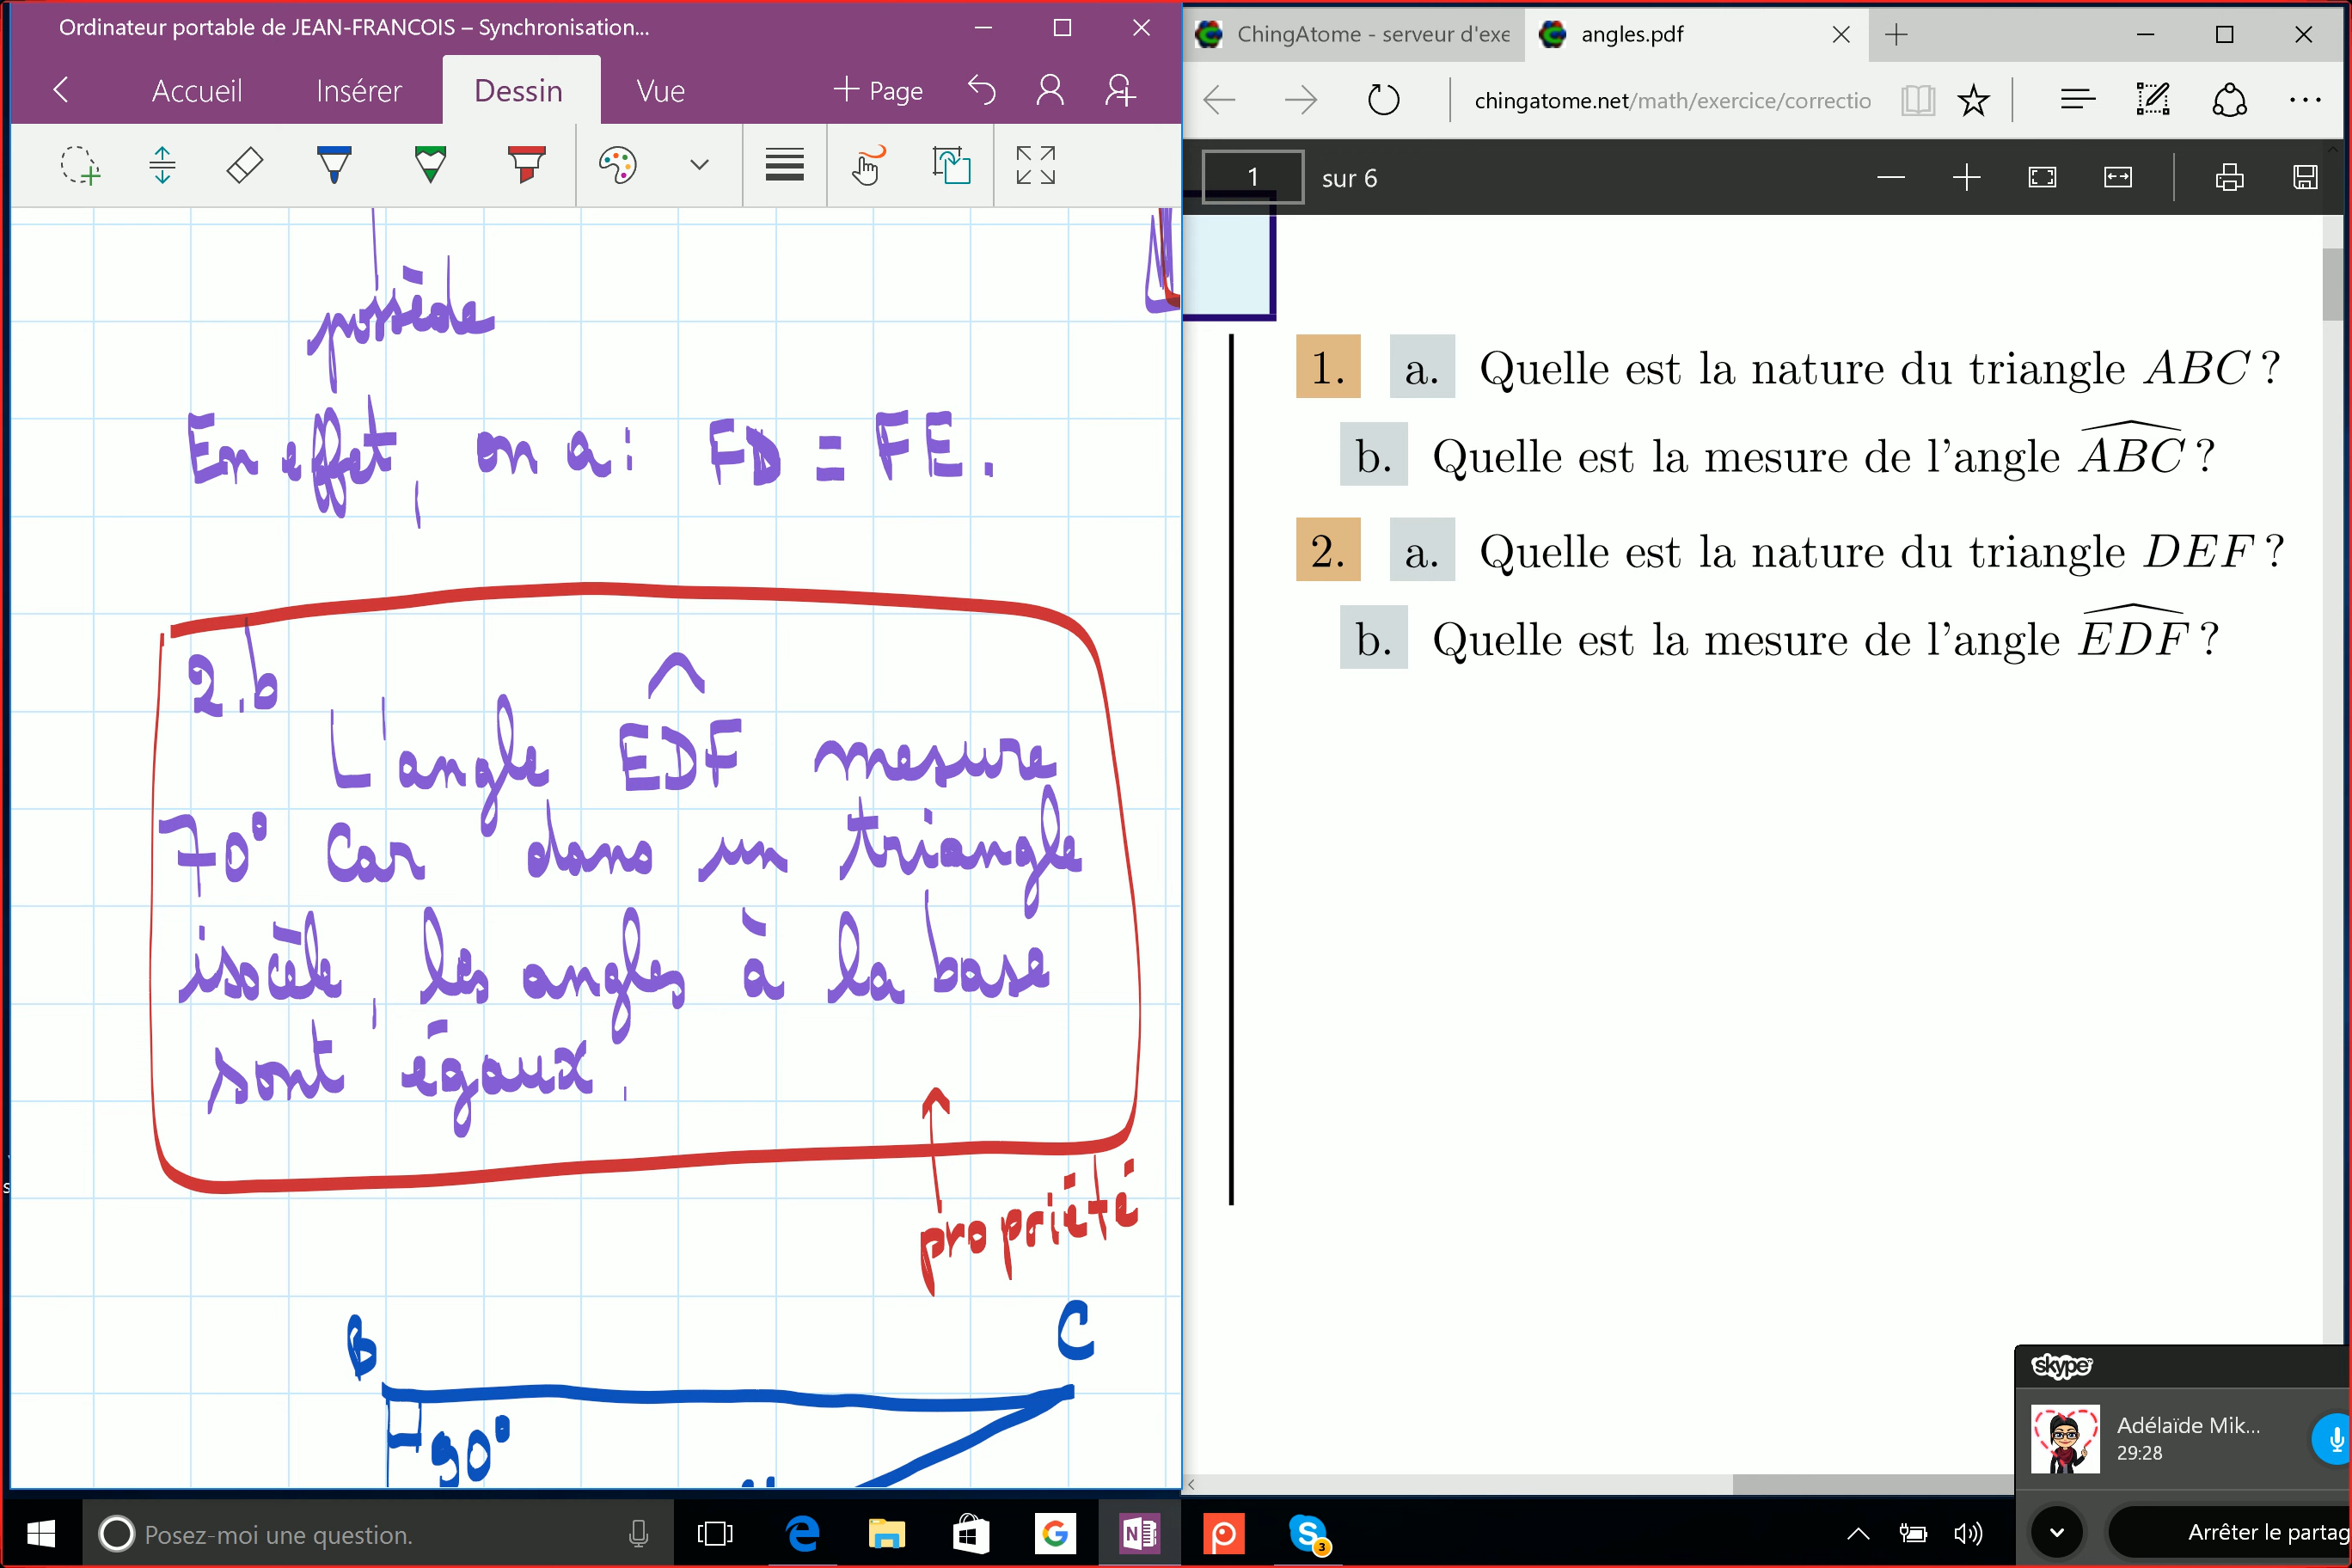 Ordinateur portable de JEAN-FRANCOIS – Synchronisation...
Accueil
Insérer
Dessin
Vue
Page
possède
En effet, on a : FD = FE.
2.b
L'angle EDF mesure
70° car dans un triangle
isocèle, les angles à la base
sont égaux.
propriété
B
C
90°
ChingAtome - serveur d'exe
angles.pdf
chingatome.net/math/exercice/correctio
1 sur 6
1. a. Quelle est la nature du triangle ABC ?
b. Quelle est la mesure de l'angle ABC ?
2. a. Quelle est la nature du triangle DEF ?
b. Quelle est la mesure de l'angle EDF ?
skype
Adélaïde Mik...
29:28
Arrêter le partag
Posez-moi une question.
3